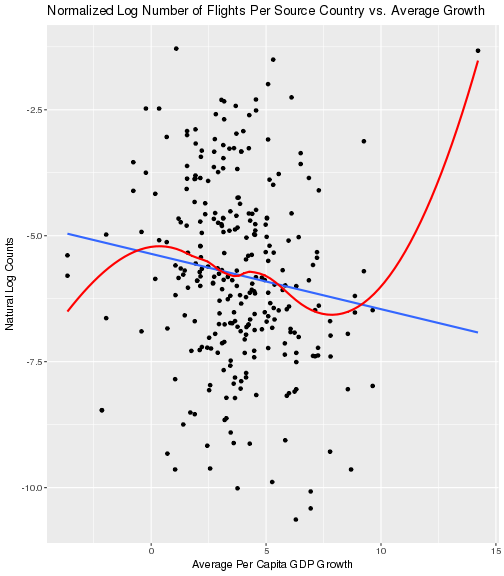 Normalized Log Number of Flights Per Source Country vs. Average Growth
Natural Log Counts
-2.5
-5.0
-7.5
-10.0
0
5
10
15
Average Per Capita GDP Growth